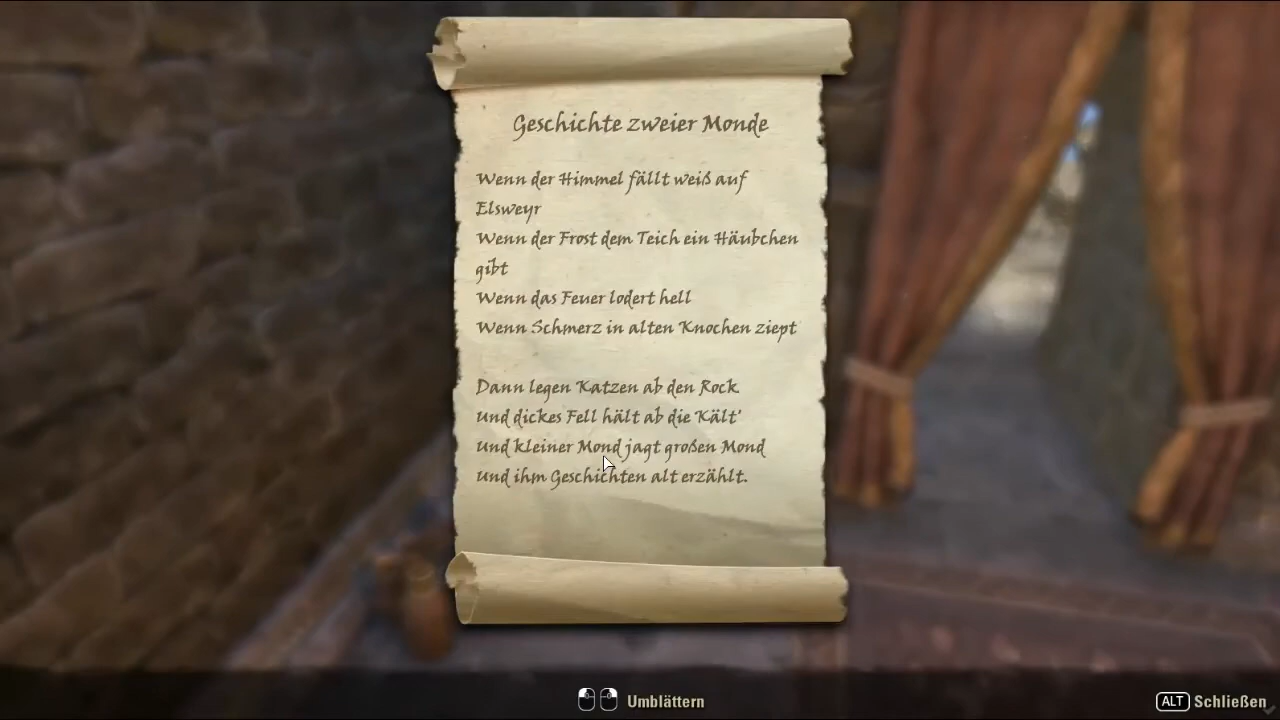 Geschichte zweier Monde
Wenn der Himmel fällt weiß auf
Elsweyr
Wenn der Frost dem Teich ein Häubchen
gibt
Wenn das Feuer lodert hell
Wenn Schmerz in alten Knochen ziept
Dann legen Katzen ab den Rock
Und dickes Fell hält ab die Kält'
Und kleiner Mond jagt großen Mond
Und ihm Geschichten alt erzählt.
Umblättern
ALT Schließen